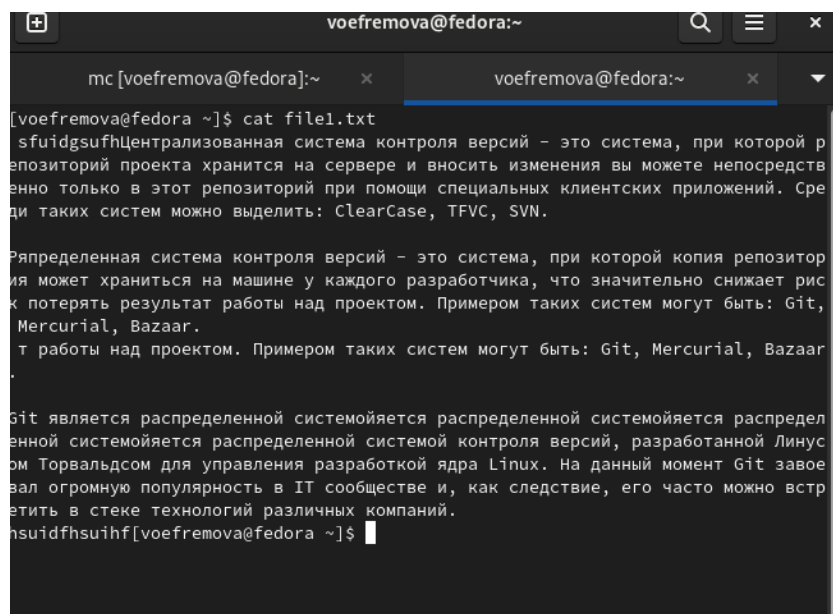 voefremova@fedora:~
mc [voefremova@fedora]:~
voefremova@fedora:~
[voefremova@fedora ~]$ cat file1.txt
sfuidgsufhЦентрализованная система контроля версий – это система, при которой р
епозиторий проекта хранится на сервере и вносить изменения вы можете непосредств
енно только в этот репозиторий при помощи специальных клиентских приложений. Сре
ди таких систем можно выделить: ClearCase, TFVC, SVN.
Ряпределенная система контроля версий – это система, при которой копия репозитор
ия может храниться на машине у каждого разработчика, что значительно снижает рис
к потерять результат работы над проектом. Примером таких систем могут быть: Git,
Mercurial, Bazaar.
т работы над проектом. Примером таких систем могут быть: Git, Mercurial, Bazaar
.
Git является распределенной системойяется распределенной системойяется распредел
енной системойяется распределенной системой контроля версий, разработанной Линус
ом Торвальдсом для управления разработкой ядра Linux. На данный момент Git завое
вал огромную популярность в IT сообществе и, как следствие, его часто можно встр
етить в стеке технологий различных компаний.
hsuidfhsuihf[voefremova@fedora ~]$